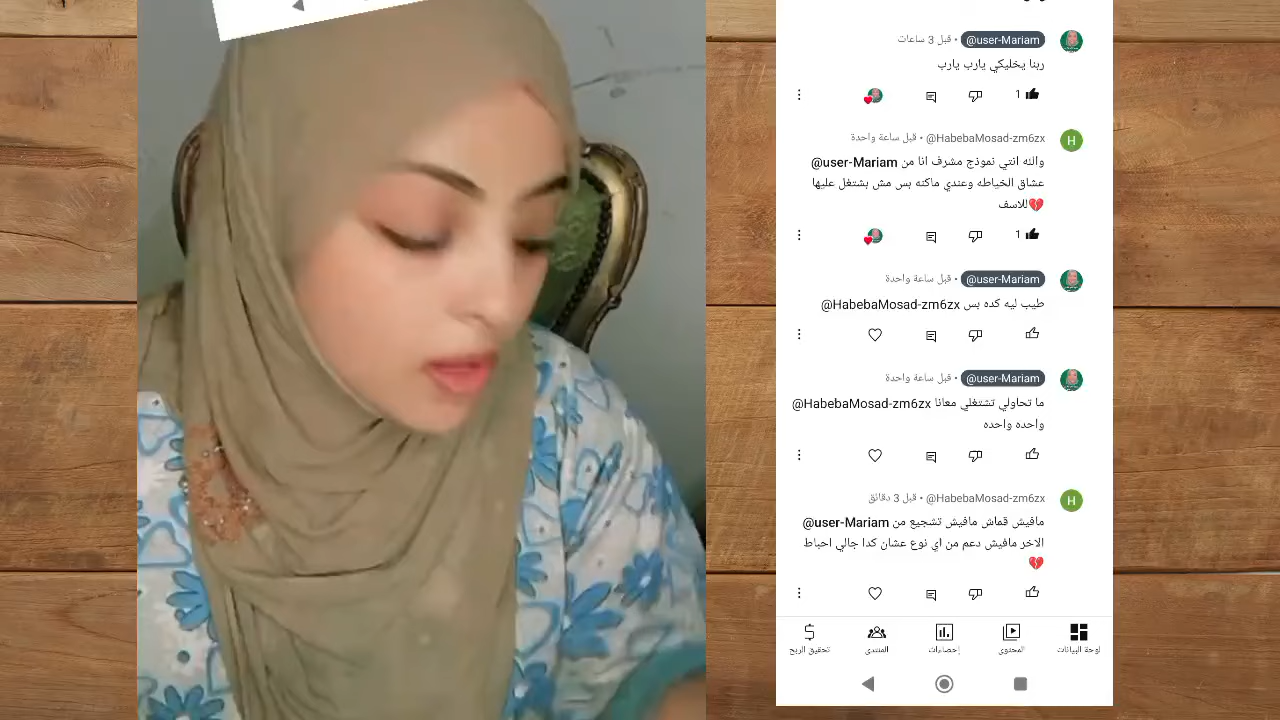 @user-Mariam • قبل 3 ساعات
ربنا يخليكي يارب يارب
1
@HabebaMosad-zm6zx • قبل ساعة واحدة
H
@user-Mariam والله انتي نموذج مشرف انا من
عشاق الخياطه وعندي ماكنه بس مش بشتغل عليها
للاسف💔
1
@user-Mariam • قبل ساعة واحدة
@HabebaMosad-zm6zx طيب ليه كده بس
@user-Mariam • قبل ساعة واحدة
@HabebaMosad-zm6zx ما تحاولي تشتغلي معانا
واحده واحده
@HabebaMosad-zm6zx • قبل 3 دقائق
H
@user-Mariam مافيش قماش مافيش تشجيع من
الاخر مافيش دعم من اي نوع عشان كدا جالي احباط
💔
لوحة البيانات
المحتوى
إحصاءات
المنتدى
تحقيق الربح